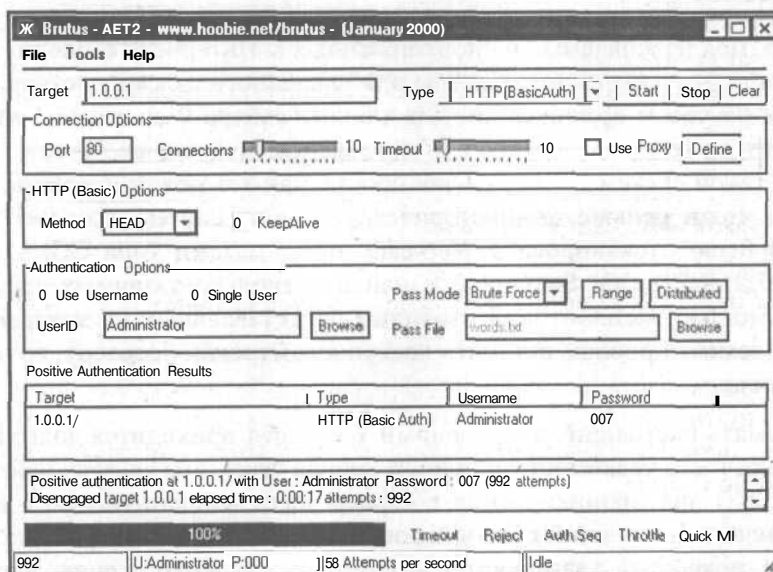 Ж Brutus - AET2 - www.hoobie.net/brutus - (January 2000)
File Tools Help
Target 1.0.0.1 Type HTTP(BasicAuth) Start Stop Clear
Connection Options
Port 80 Connections 10 Timeout 10 Use Proxy Define
HTTP (Basic) Options
Method HEAD 0 KeepAlive
Authentication Options
0 Use Username 0 Single User Pass Mode Brute Force Range Distributed
UserID Administrator Browse Pass File words.txt Browse
Positive Authentication Results
Target Type Username Password
1.0.0.1/ HTTP (Basic Auth) Administrator 007
Positive authentication at 1.0.0.1/ with User : Administrator Password : 007 (992 attempts)
Disengaged target 1.0.0.1 elapsed time : 0:00:17 attempts : 992
100% Timeout Reject Auth Seq Throttle Quick Ml
992 U:Administrator P:000 58 Attempts per second Idle